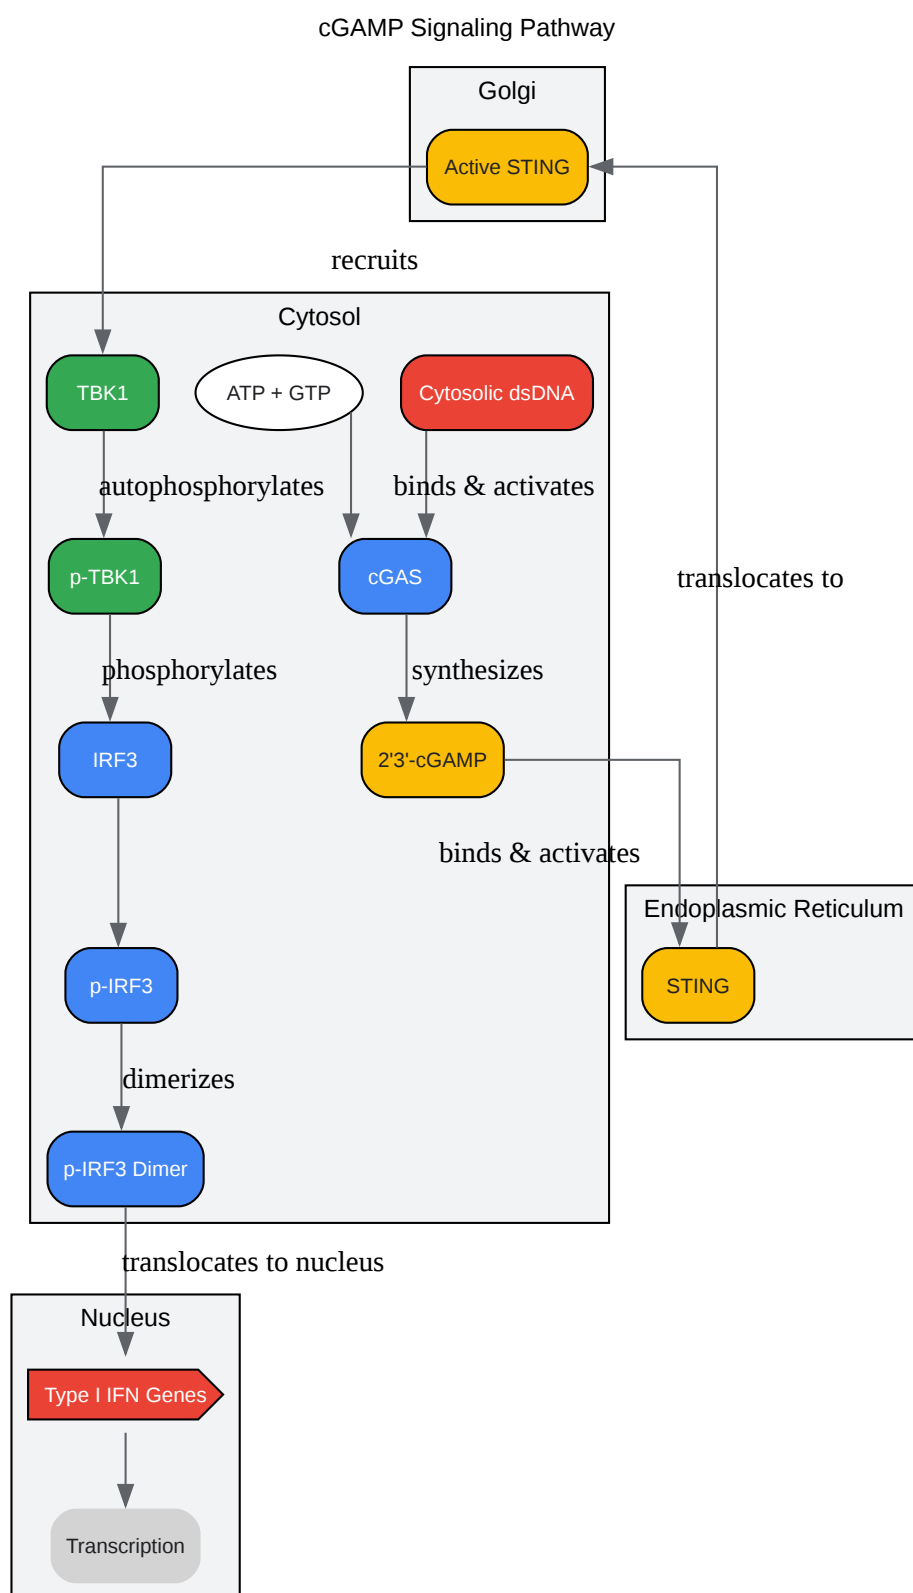 cGAMP Signaling Pathway
Golgi
Active STING
recruits
Cytosol
TBK1
ATP + GTP
Cytosolic dsDNA
autophosphorylates
binds & activates
p-TBK1
cGAS
translocates to
phosphorylates
synthesizes
IRF3
2'3'-cGAMP
binds & activates
Endoplasmic Reticulum
p-IRF3
STING
dimerizes
p-IRF3 Dimer
translocates to nucleus
Nucleus
Type I IFN Genes
Transcription